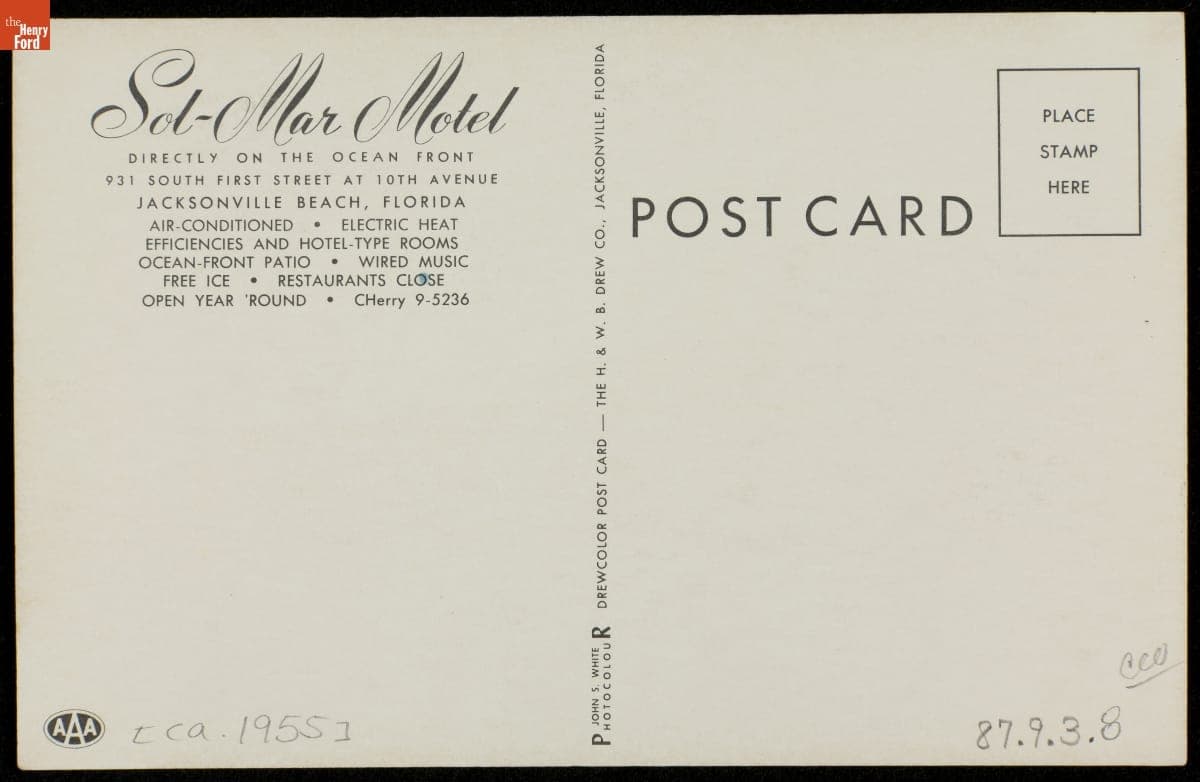 the
Henry
Ford
Sol-Mar Motel
DIRECTLY ON THE OCEAN FRONT
931 SOUTH FIRST STREET AT 10TH AVENUE
JACKSONVILLE BEACH, FLORIDA
AIR-CONDITIONED • ELECTRIC HEAT
EFFICIENCIES AND HOTEL-TYPE ROOMS
OCEAN-FRONT PATIO • WIRED MUSIC
FREE ICE • RESTAURANTS CLOSE
OPEN YEAR 'ROUND • CHerry 9-5236
AAA
[ca. 1955]
JOHN S. WHITE
PHOTOCOLOUR
DREWCOLOR POST CARD — THE H. & W. B. DREW CO., JACKSONVILLE, FLORIDA
POST CARD
PLACE
STAMP
HERE
87.9.3.8